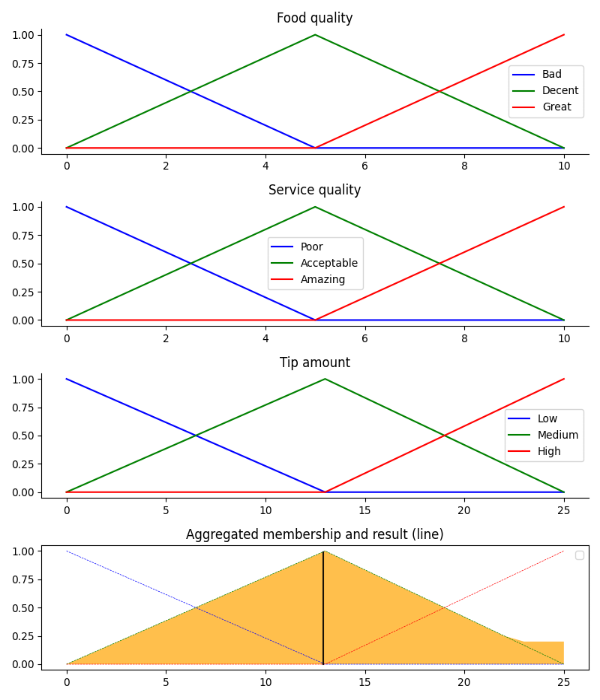 Food quality
1.00
0.75
0.50
0.25
0.00
Bad
Decent
Great
0 2 4 6 8 10
Service quality
1.00
0.75
0.50
0.25
0.00
Poor
Acceptable
Amazing
0 2 4 6 8 10
Tip amount
1.00
0.75
0.50
0.25
0.00
Low
Medium
High
0 5 10 15 20 25
Aggregated membership and result (line)
1.00
0.75
0.50
0.25
0.00
0 5 10 15 20 25